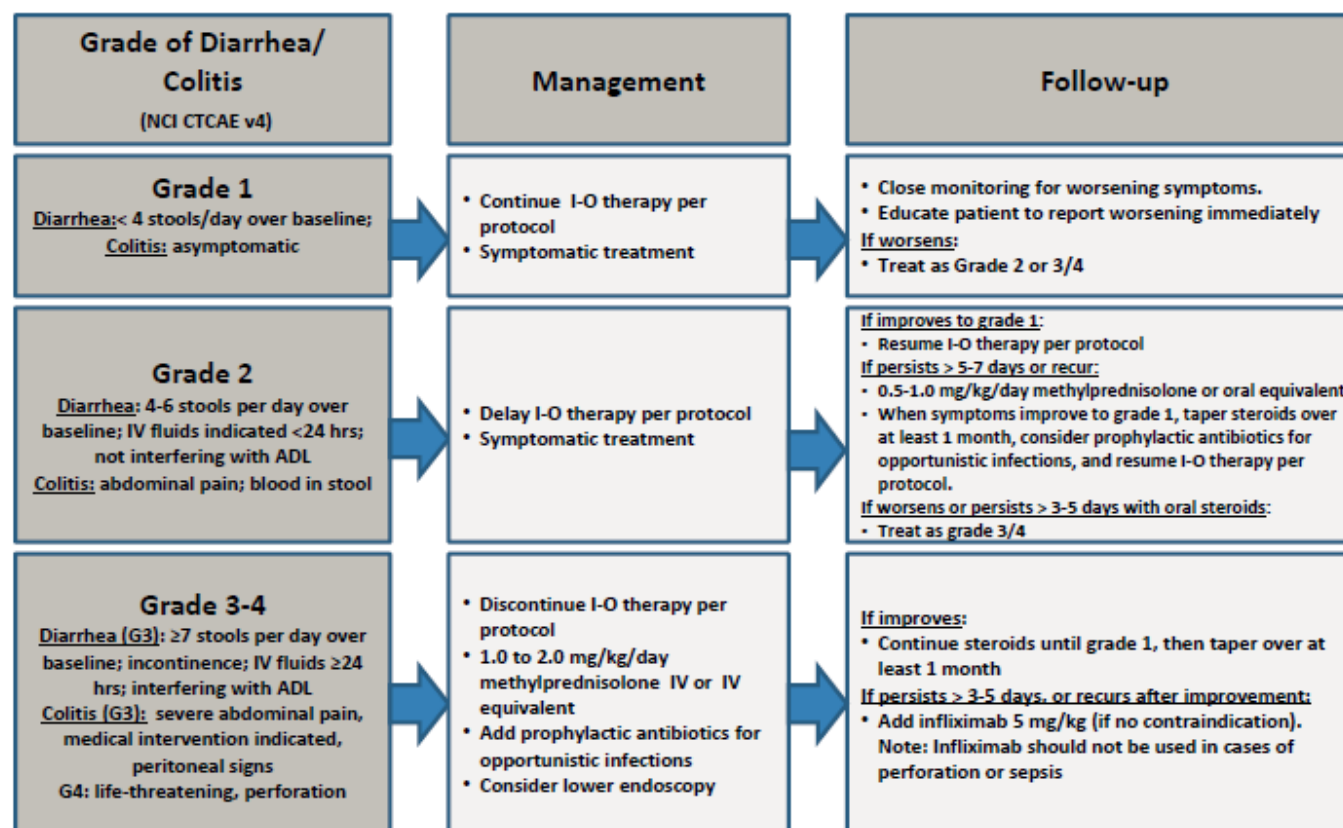 Grade of Diarrhea/
Colitis
(NCI CTCAE v4)
Management
Follow-up
Grade 1
Diarrhea:< 4 stools/day over baseline;
Colitis: asymptomatic
• Continue I-O therapy per
protocol
• Symptomatic treatment
• Close monitoring for worsening symptoms.
• Educate patient to report worsening immediately
If worsens:
• Treat as Grade 2 or 3/4
Grade 2
Diarrhea: 4-6 stools per day over
baseline; IV fluids indicated <24 hrs;
not interfering with ADL
Colitis: abdominal pain; blood in stool
• Delay I-O therapy per protocol
• Symptomatic treatment
If improves to grade 1:
• Resume I-O therapy per protocol
If persists > 5-7 days or recur:
• 0.5-1.0 mg/kg/day methylprednisolone or oral equivalent
• When symptoms improve to grade 1, taper steroids over
at least 1 month, consider prophylactic antibiotics for
opportunistic infections, and resume I-O therapy per
protocol.
If worsens or persists > 3-5 days with oral steroids:
• Treat as grade 3/4
Grade 3-4
Diarrhea (G3): ≥7 stools per day over
baseline; incontinence; IV fluids ≥24
hrs; interfering with ADL
Colitis (G3): severe abdominal pain,
medical intervention indicated,
peritoneal signs
G4: life-threatening, perforation
• Discontinue I-O therapy per
protocol
• 1.0 to 2.0 mg/kg/day
methylprednisolone IV or IV
equivalent
• Add prophylactic antibiotics for
opportunistic infections
• Consider lower endoscopy
If improves:
• Continue steroids until grade 1, then taper over at
least 1 month
If persists > 3-5 days. or recurs after improvement:
• Add infliximab 5 mg/kg (if no contraindication).
Note: Infliximab should not be used in cases of
perforation or sepsis